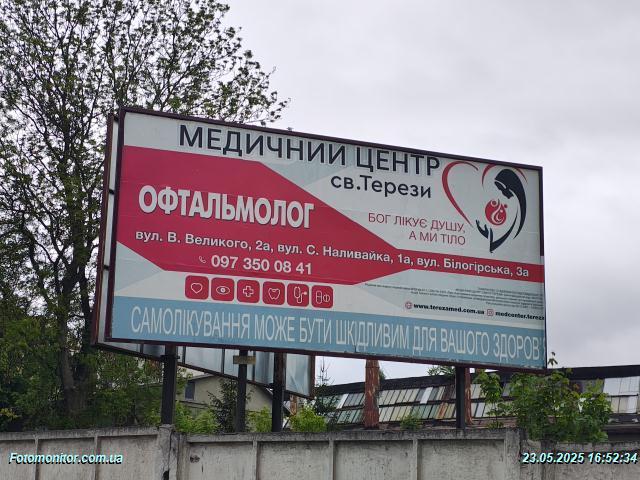 МЕДИЧНИЙ ЦЕНТР
св.Терези
ОФТАЛЬМОЛОГ
БОГ ЛІКУЄ ДУШУ,
А МИ ТІЛО
вул. В. Великого, 2а, вул. С. Наливайка, 1а, вул. Білогірська, 3а
097 350 08 41
www.terezamed.com.ua medcenter.tereza
САМОЛІКУВАННЯ МОЖЕ БУТИ ШКІДЛИВИМ ДЛЯ ВАШОГО ЗДОРОВ'
Fotomonitor.com.ua
23.05.2025 16:52:34